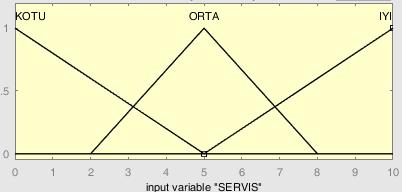 KOTU ORTA IYI
1
.5
0
0 1 2 3 4 5 6 7 8 9 10
input variable "SERVIS"